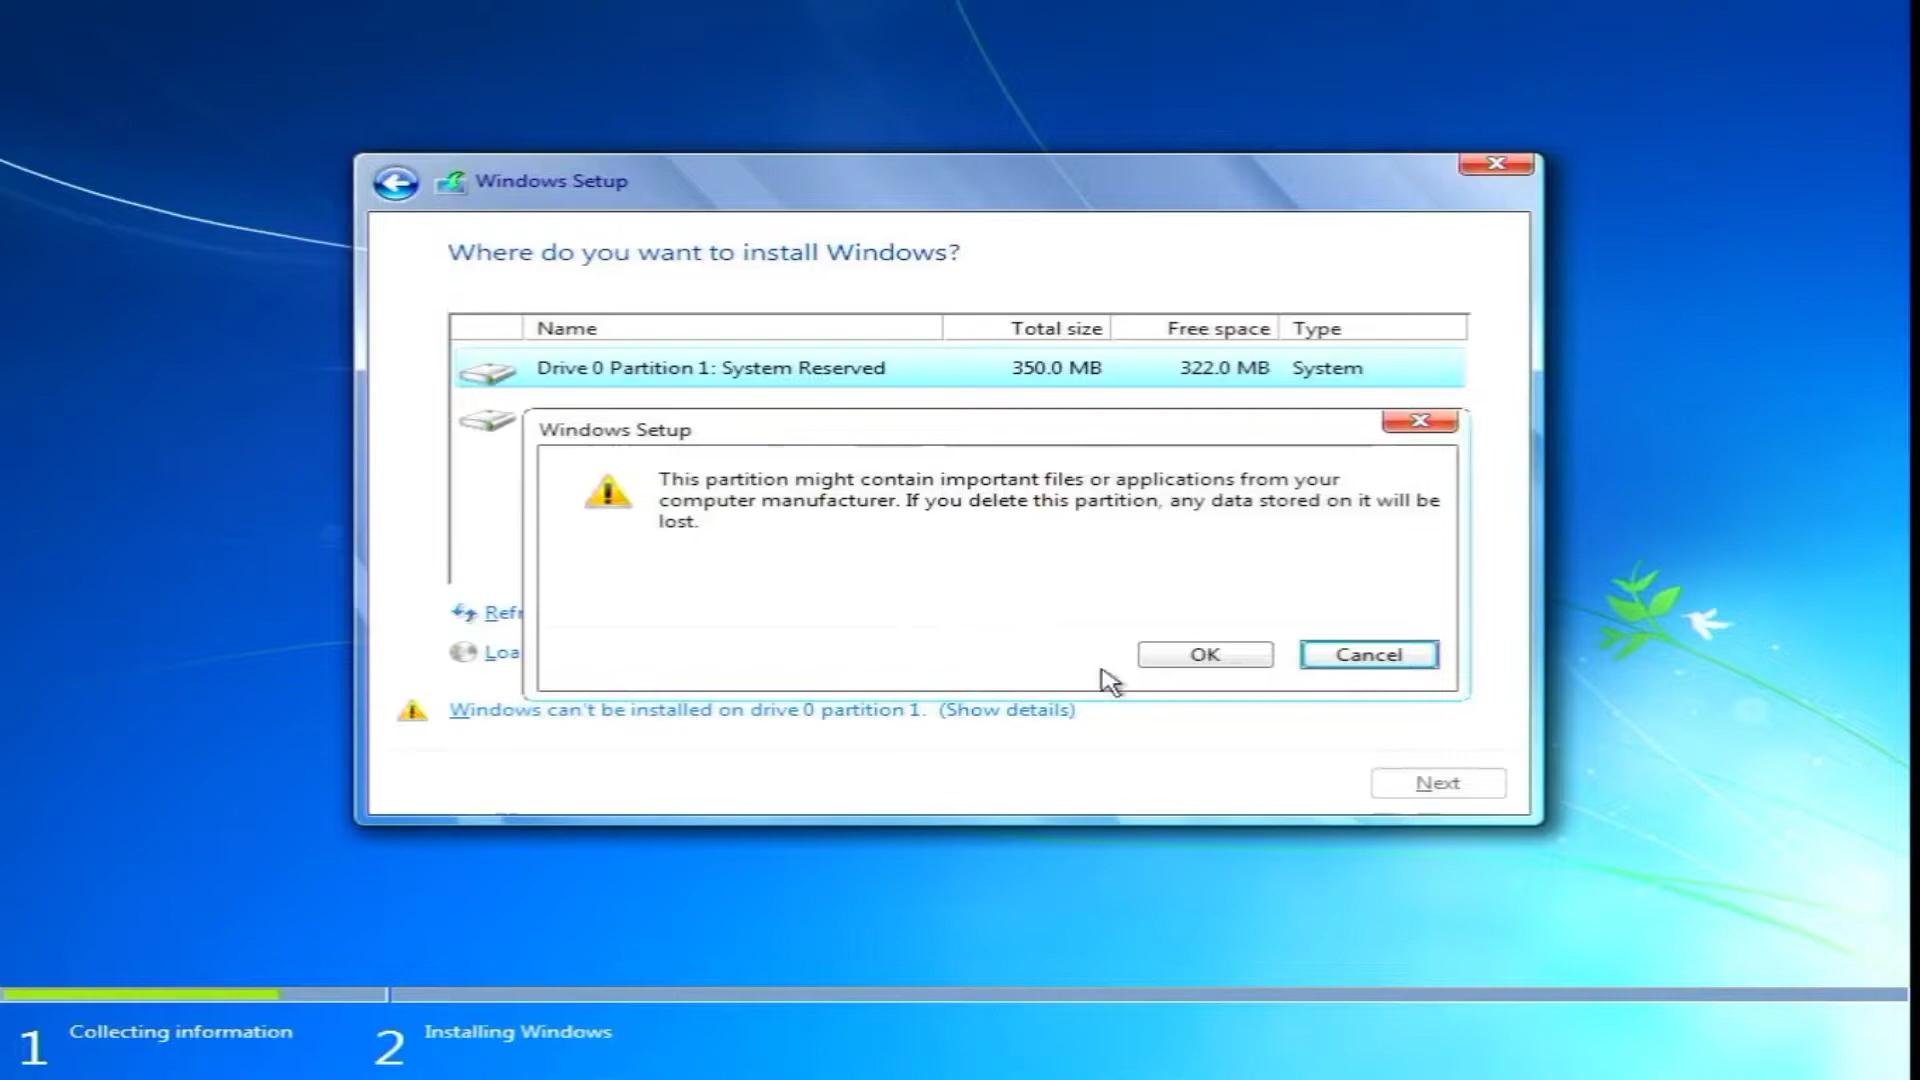 Windows Setup
Where do you want to install Windows?
Name Total size Free space Type
Drive 0 Partition 1: System Reserved 350.0 MB 322.0 MB System
Windows Setup
This partition might contain important files or applications from your
computer manufacturer. If you delete this partition, any data stored on it will be
lost.
OK Cancel
Refr
Loa
Windows can't be installed on drive 0 partition 1. (Show details)
Next
1 Collecting information 2 Installing Windows